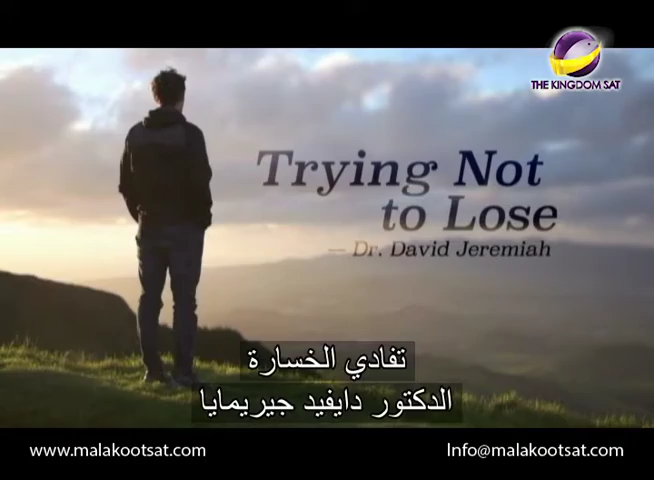 THE KINGDOM SAT
Trying Not
to Lose
— Dr. David Jeremiah
تفادي الخسارة
الدكتور دايفيد جيريمايا
www.malakootsat.com
Info@malakootsat.com